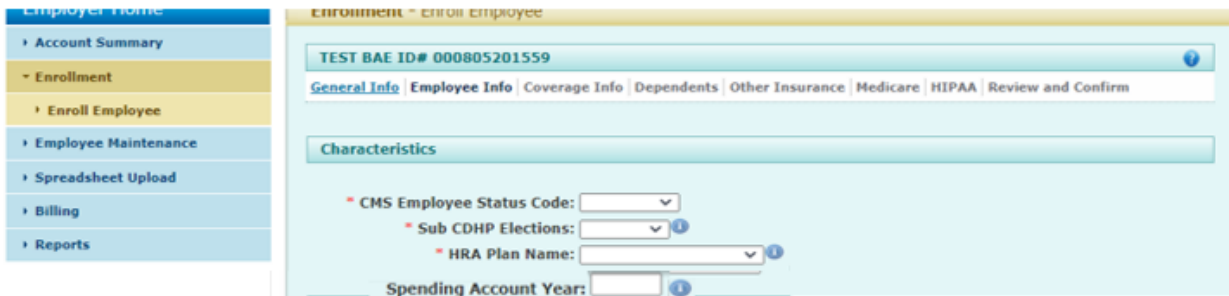 Employer Home
Account Summary
Enrollment
Enroll Employee
Employee Maintenance
Spreadsheet Upload
Billing
Reports
Enrollment - Enroll Employee
TEST BAE ID# 000805201559
General Info | Employee Info | Coverage Info | Dependents | Other Insurance | Medicare | HIPAA | Review and Confirm
Characteristics
* CMS Employee Status Code:
* Sub CDHP Elections:
* HRA Plan Name:
Spending Account Year: